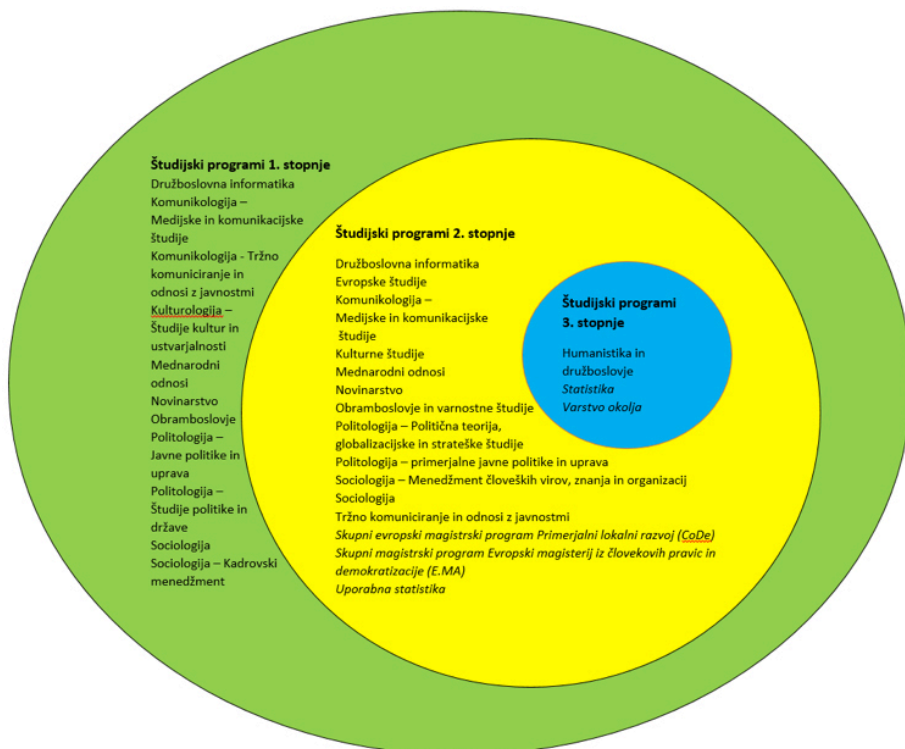 Študijski programi 1. stopnje
Družboslovna informatika
Komunikologija –
Medijske in komunikacijske
študije
Komunikologija - Tržno
komuniciranje in
odnosi z javnostmi
Kulturologija –
Študije kultur in
ustvarjalnosti
Mednarodni
odnosi
Novinarstvo
Obramboslovje
Politologija –
Javne politike in
uprava
Politologija –
Študije politike in
države
Sociologija
Sociologija – Kadrovski
menedžment
Študijski programi 2. stopnje
Družboslovna informatika
Evropske študije
Komunikologija –
Medijske in komunikacijske
študije
Kulturne študije
Mednarodni odnosi
Novinarstvo
Obramboslovje in varnostne študije
Politologija – Politična teorija,
globalizacijske in strateške študije
Politologija – primerjalne javne politike in uprava
Sociologija – Menedžment človeških virov, znanja in organizacij
Sociologija
Tržno komuniciranje in odnosi z javnostmi
Skupni evropski magistrski program Primerjalni lokalni razvoj (CoDe)
Skupni magistrski program Evropski magisterij iz človekovih pravic in
demokratizacije (E.MA)
Uporabna statistika
Študijski programi
3. stopnje
Humanistika in
družboslovje
Statistika
Varstvo okolja